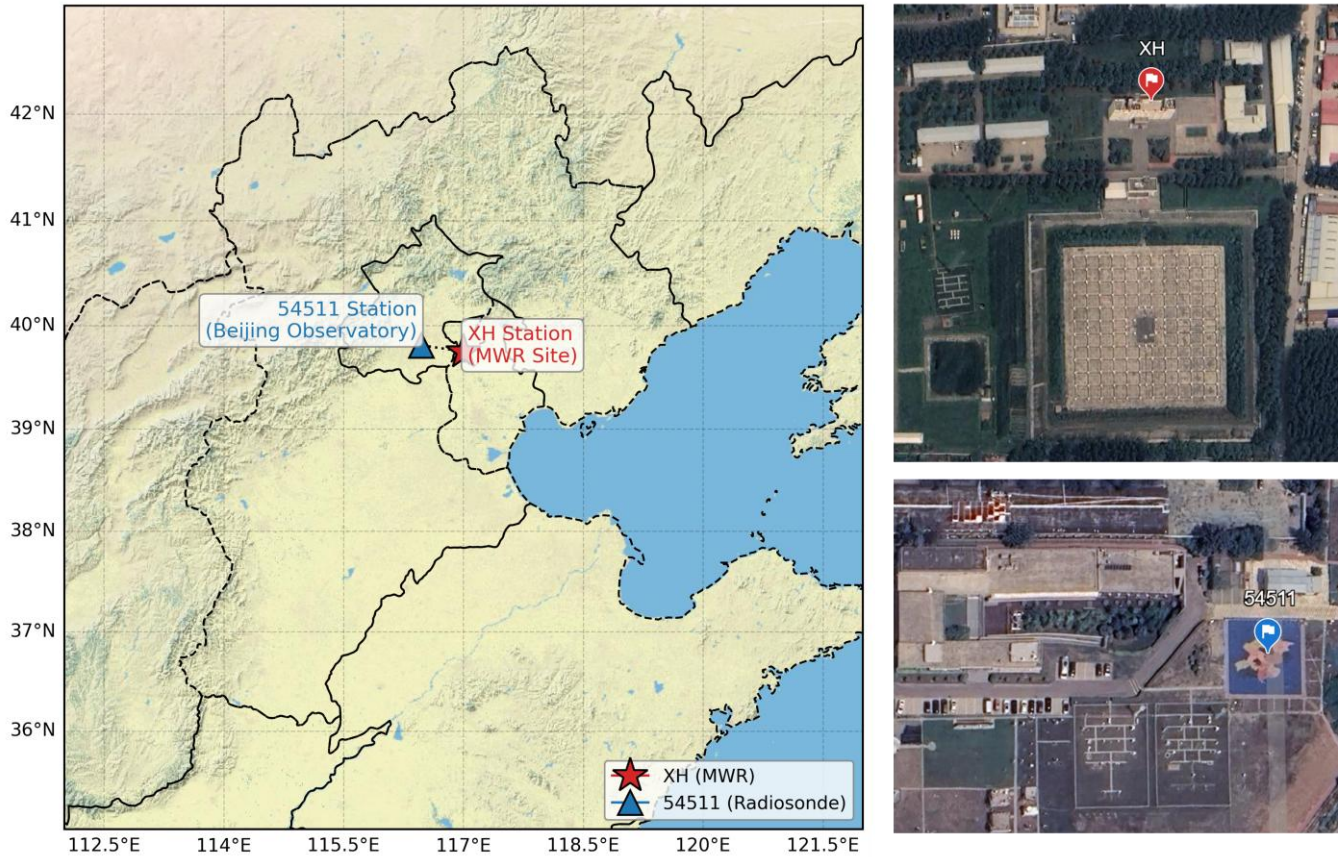 42°N
41°N
40°N
39°N
38°N
37°N
36°N
54511 Station
(Beijing Observatory)
XH Station
(MWR Site)
XH (MWR)
54511 (Radiosonde)
112.5°E
114°E
115.5°E
117°E
118.5°E
120°E
121.5°E
XH
54511